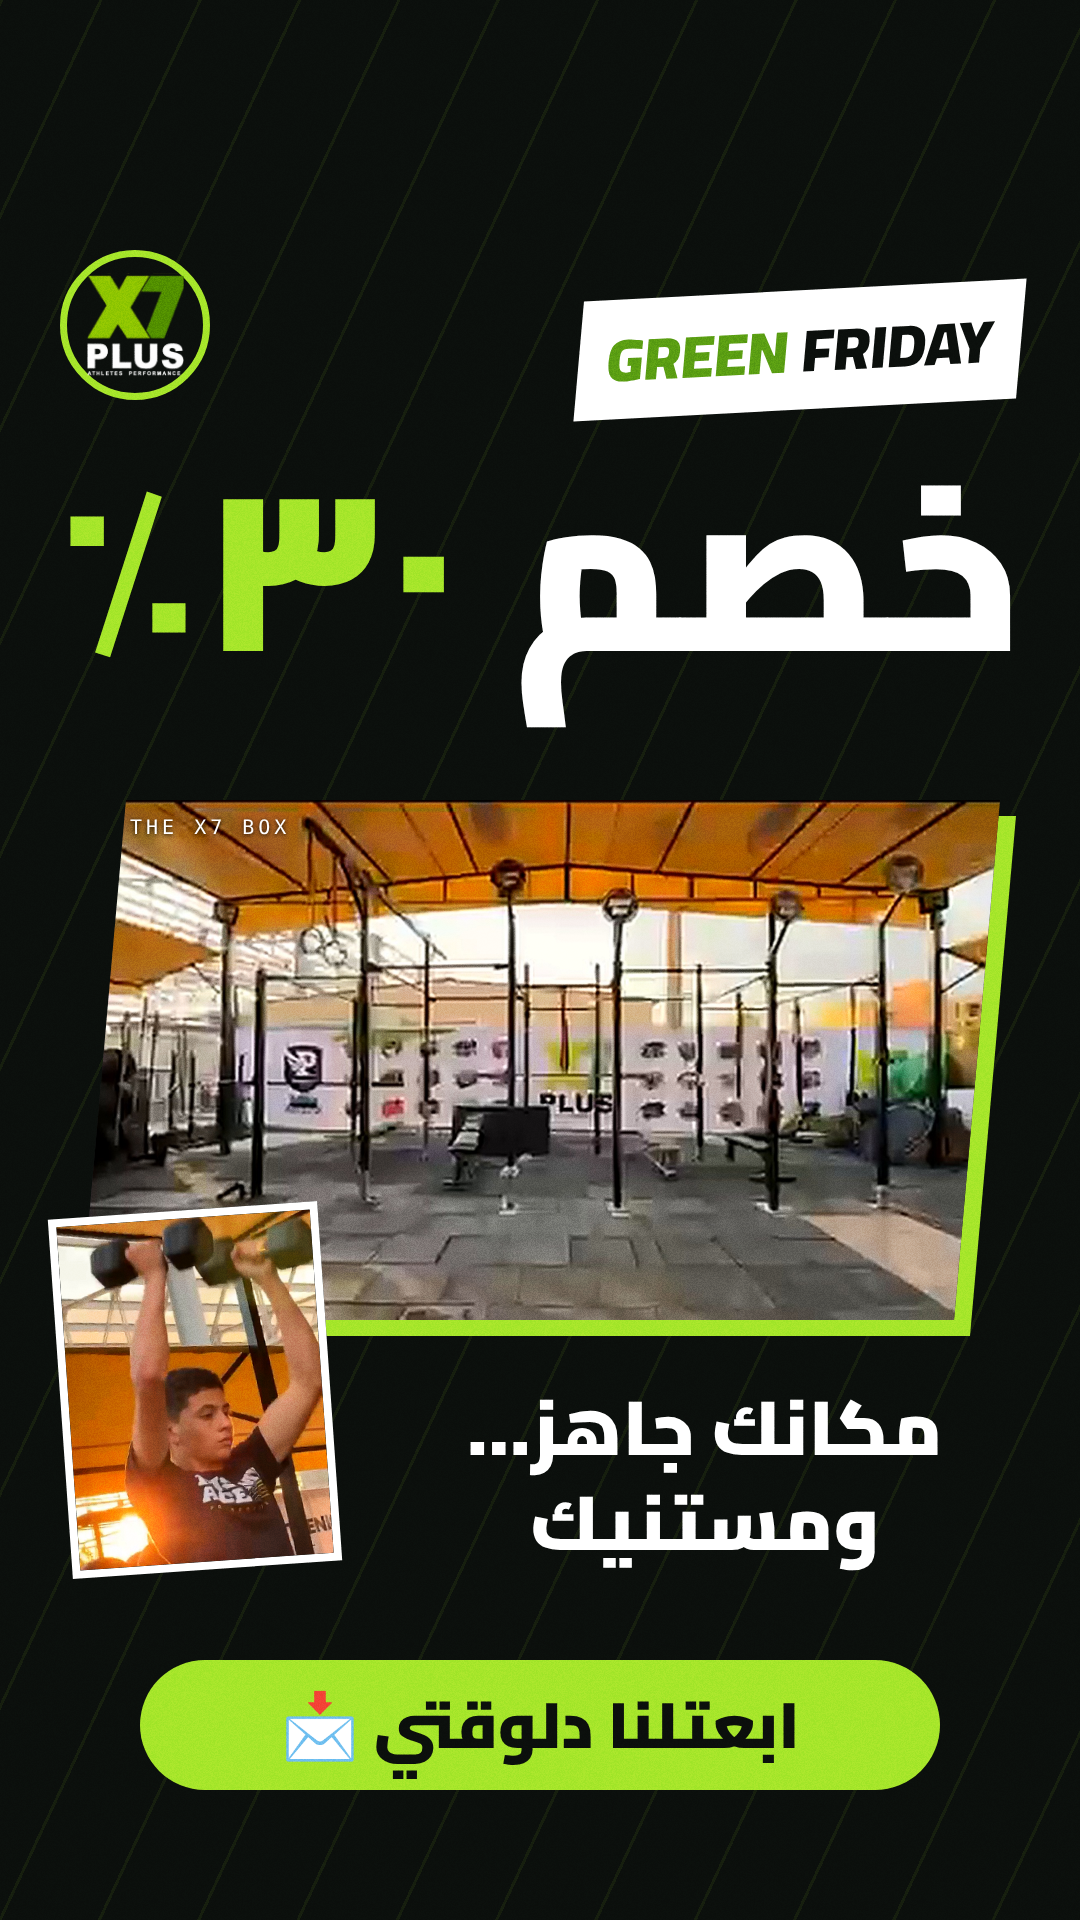 X7
PLUS
ATHLETES PERFORMANCE
GREEN FRIDAY
خصم ٣٠٪
THE X7 BOX
PLUS
مكانك جاهز...
ومستنيك
ابعتلنا دلوقتي